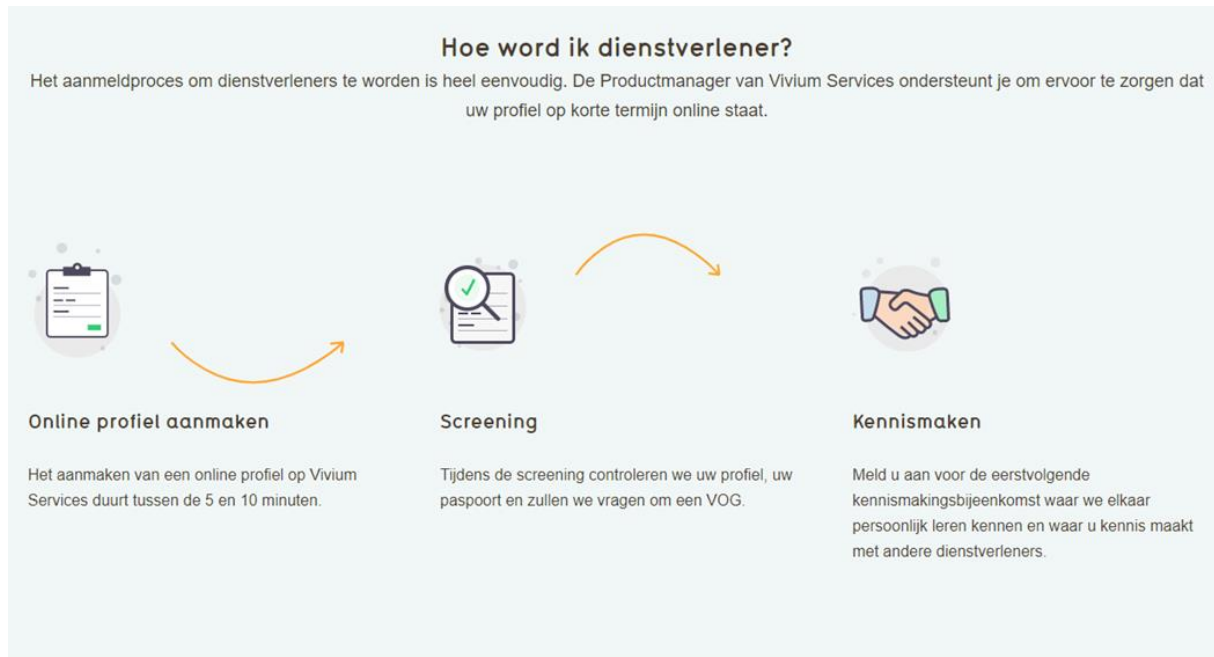 Hoe word ik dienstverlener?
Het aanmeldproces om dienstverleners te worden is heel eenvoudig. De Productmanager van Vivium Services ondersteunt je om ervoor te zorgen dat
uw profiel op korte termijn online staat.
Online profiel aanmaken
Het aanmaken van een online profiel op Vivium
Services duurt tussen de 5 en 10 minuten.
Screening
Tijdens de screening controleren we uw profiel, uw
paspoort en zullen we vragen om een VOG.
Kennismaken
Meld u aan voor de eerstvolgende
kennismakingsbijeenkomst waar we elkaar
persoonlijk leren kennen en waar u kennis maakt
met andere dienstverleners.